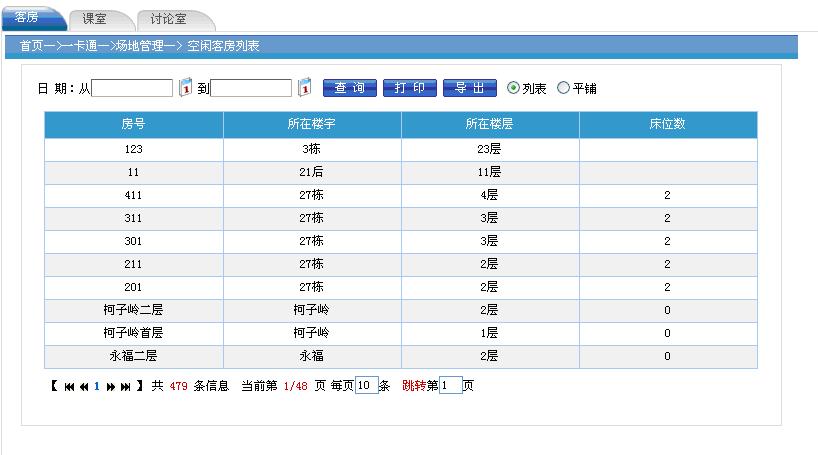 客房 课室 讨论室
首页—>一卡通—>场地管理—> 空闲客房列表
日 期：从 1 到 1 查 询 打 印 导 出 列表 平铺
房号 所在楼宇 所在楼层 床位数
123 3栋 23层
11 21后 11层
411 27栋 4层 2
311 27栋 3层 2
301 27栋 3层 2
211 27栋 2层 2
201 27栋 2层 2
柯子岭二层 柯子岭 2层 0
柯子岭首层 柯子岭 1层 0
永福二层 永福 2层 0
【 1 】 共 479 条信息 当前第 1/48 页 每页10条 跳转第1页